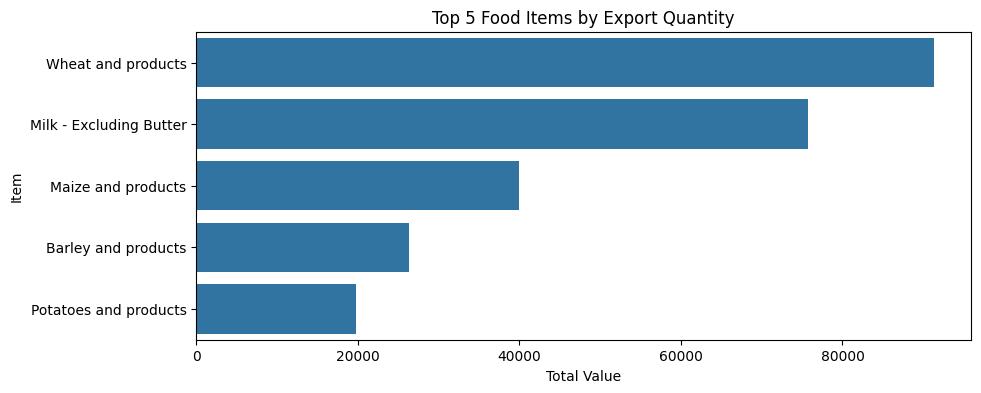 Top 5 Food Items by Export Quantity
Item
Wheat and products
Milk - Excluding Butter
Maize and products
Barley and products
Potatoes and products
0 20000 40000 60000 80000
Total Value